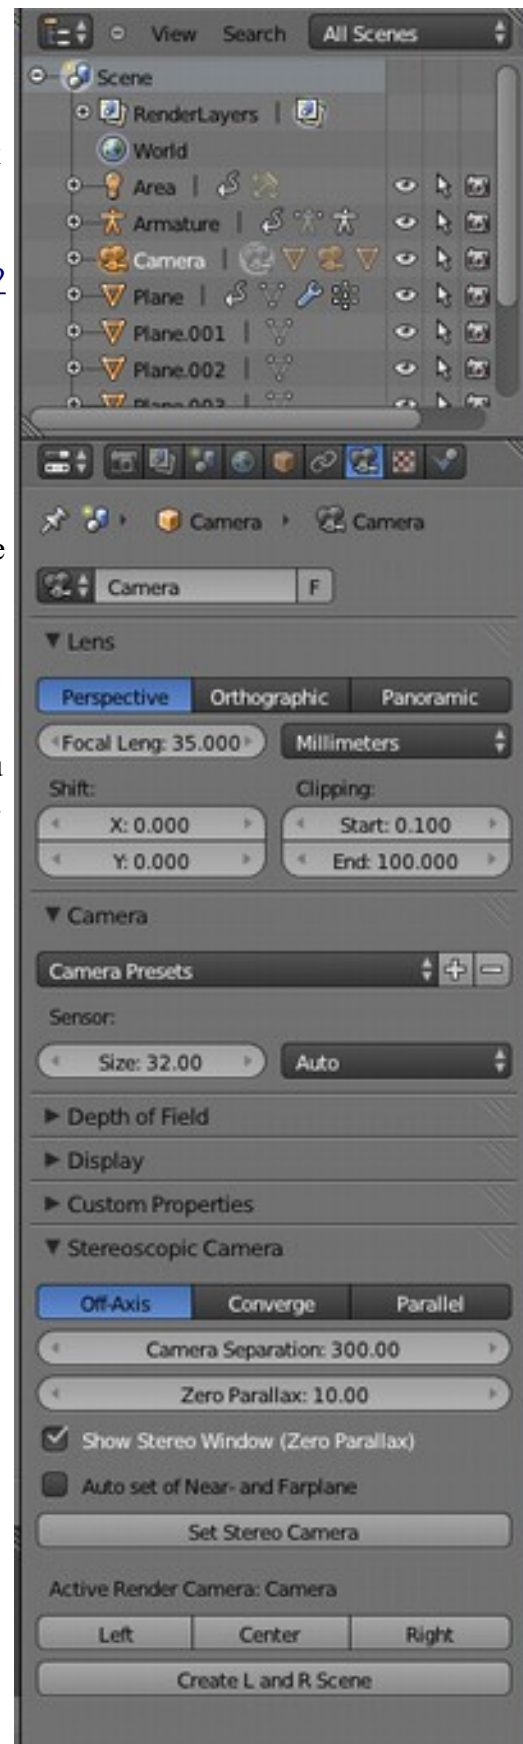 View Search All Scenes
Scene
RenderLayers
World
Area
Armature
Camera
Plane
Plane.001
Plane.002
Plane.003
Camera Camera
Camera F
Lens
Perspective Orthographic Panoramic
Focal Leng: 35.000 Millimeters
Shift: Clipping:
X: 0.000 Start: 0.100
Y: 0.000 End: 100.000
Camera
Camera Presets
Sensor:
Size: 32.00 Auto
Depth of Field
Display
Custom Properties
Stereoscopic Camera
Off-Axis Converge Parallel
Camera Separation: 300.00
Zero Parallax: 10.00
Show Stereo Window (Zero Parallax)
Auto set of Near- and Farplane
Set Stereo Camera
Active Render Camera: Camera
Left Center Right
Create L and R Scene